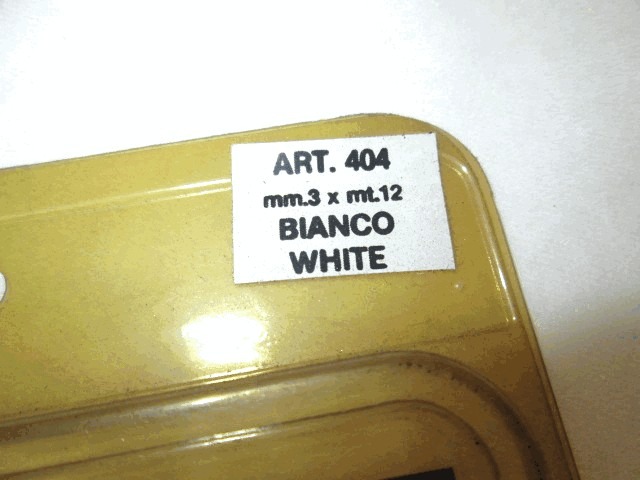 ART. 404
mm.3 x mt.12
BIANCO
WHITE